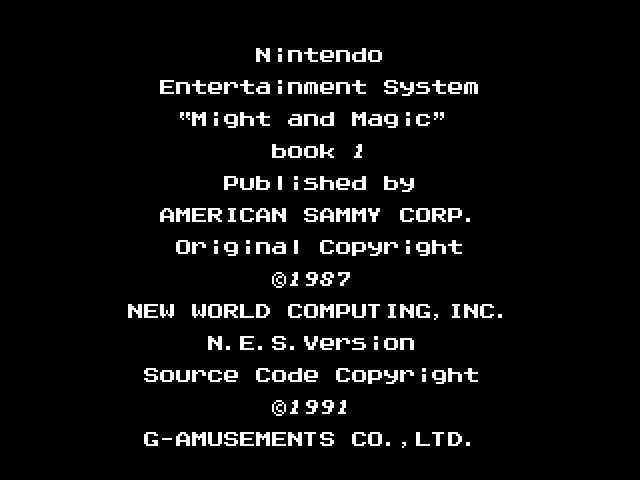 Nintendo
Entertainment System
"Might and Magic"
book 1
Published by
AMERICAN SAMMY CORP.
Original Copyright
©1987
NEW WORLD COMPUTING, INC.
N.E.S.Version
Source Code Copyright
©1991
G-AMUSEMENTS CO.,LTD.